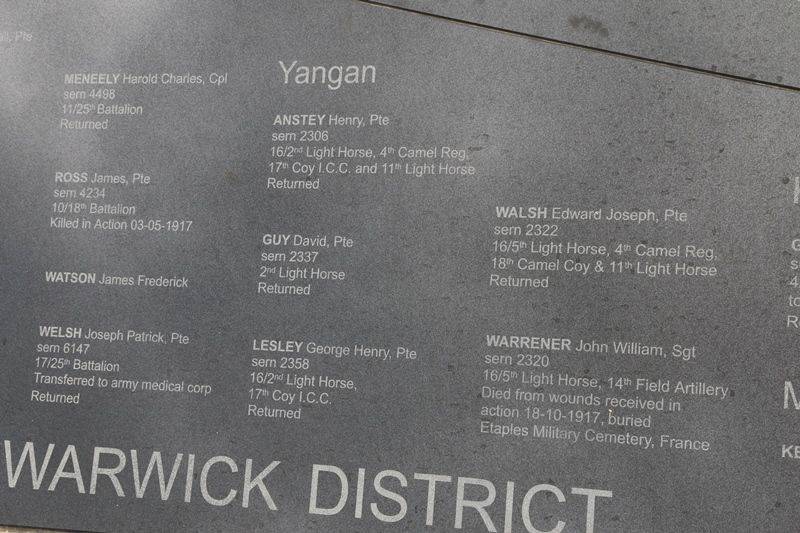 Pte
MENEELY Harold Charles, Cpl
sern 4498
11/25th Battalion
Returned
ROSS James, Pte
sern 4234
10/18th Battalion
Killed in Action 03-05-1917
WATSON James Frederick
WELSH Joseph Patrick, Pte
sern 6147
17/25th Battalion
Transferred to army medical corp
Returned
Yangan
ANSTEY Henry, Pte
sern 2306
16/2nd Light Horse, 4th Camel Reg,
17th Coy I.C.C. and 11th Light Horse
Returned
GUY David, Pte
sern 2337
2nd Light Horse
Returned
LESLEY George Henry, Pte
sern 2358
16/2nd Light Horse,
17th Coy I.C.C.
Returned
WALSH Edward Joseph, Pte
sern 2322
16/5th Light Horse, 4th Camel Reg,
18th Camel Coy & 11th Light Horse
Returned
WARRENER John William, Sgt
sern 2320
16/5th Light Horse, 14th Field Artillery
Died from wounds received in
action 18-10-1917, buried
Etaples Military Cemetery, France
WARWICK DISTRICT